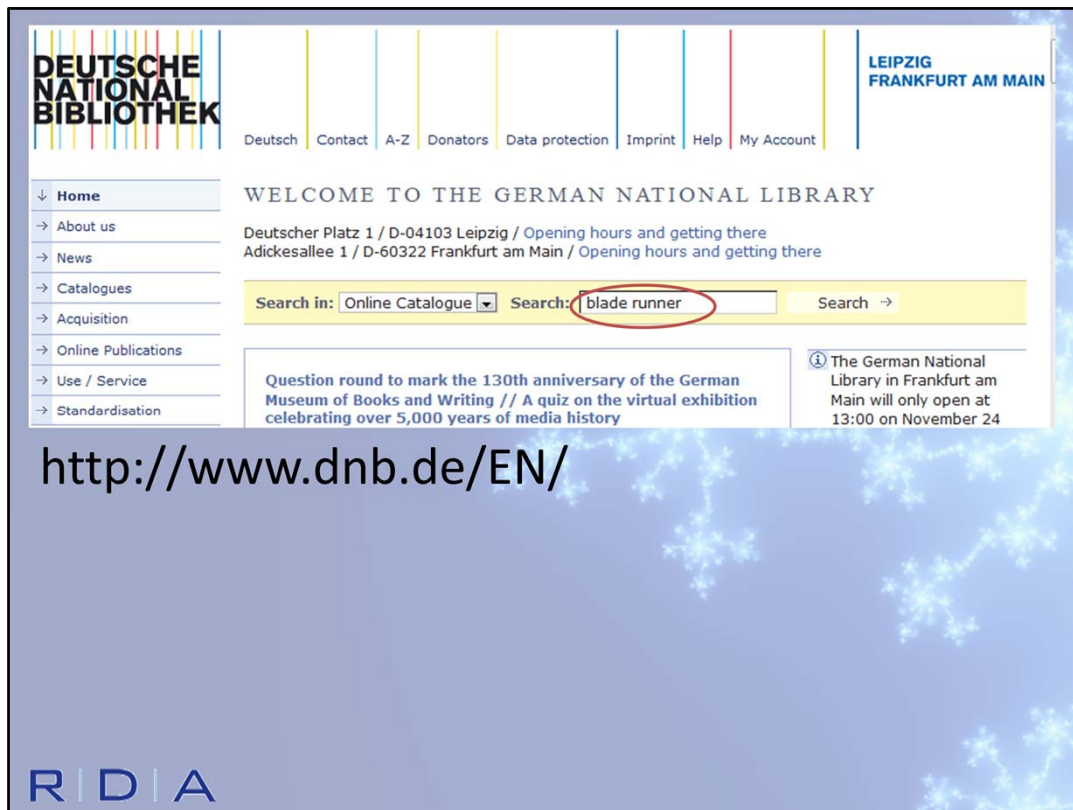 DEUTSCHE
NATIONAL
BIBLIOTHEK
LEIPZIG
FRANKFURT AM MAIN
Deutsch Contact A-Z Donators Data protection Imprint Help My Account
Home
About us
News
Catalogues
Acquisition
Online Publications
Use / Service
Standardisation
WELCOME TO THE GERMAN NATIONAL LIBRARY
Deutscher Platz 1 / D-04103 Leipzig / Opening hours and getting there
Adickesallee 1 / D-60322 Frankfurt am Main / Opening hours and getting there
Search in: Online Catalogue Search: blade runner Search →
Question round to mark the 130th anniversary of the German
Museum of Books and Writing // A quiz on the virtual exhibition
celebrating over 5,000 years of media history
The German National
Library in Frankfurt am
Main will only open at
13:00 on November 24
http://www.dnb.de/EN/
R|D|A